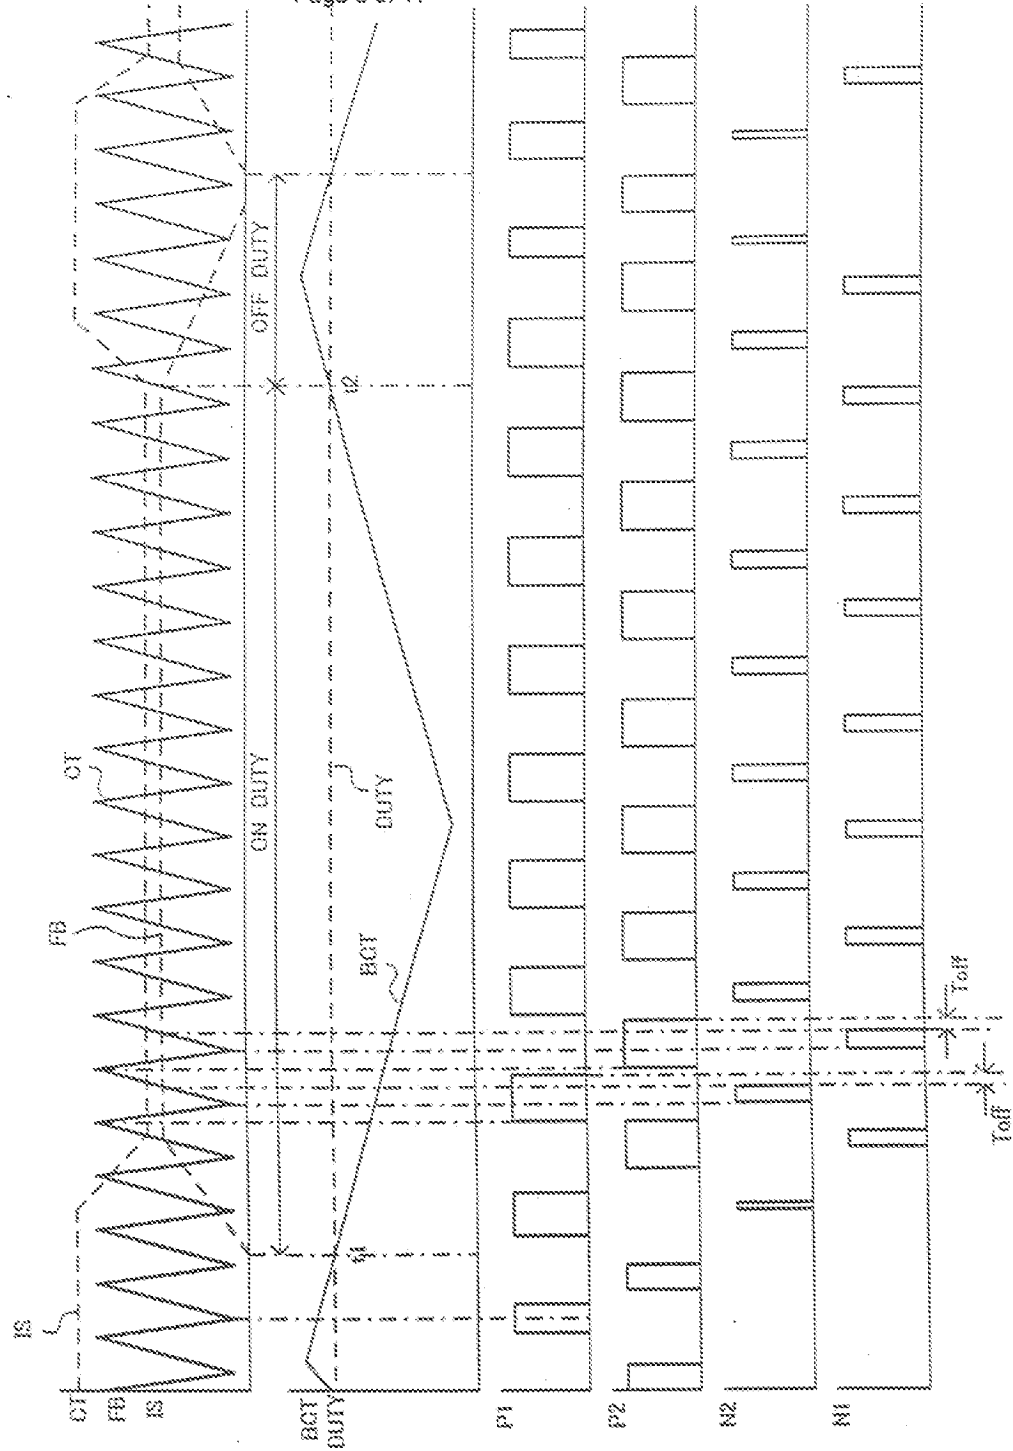 CT
FB
IS
BCT
DUTY
P1
P2
N2
N1
IS
FB
CT
ON DUTY
OFF DUTY
BCT
DUTY
t1
t2
Toff
Toff